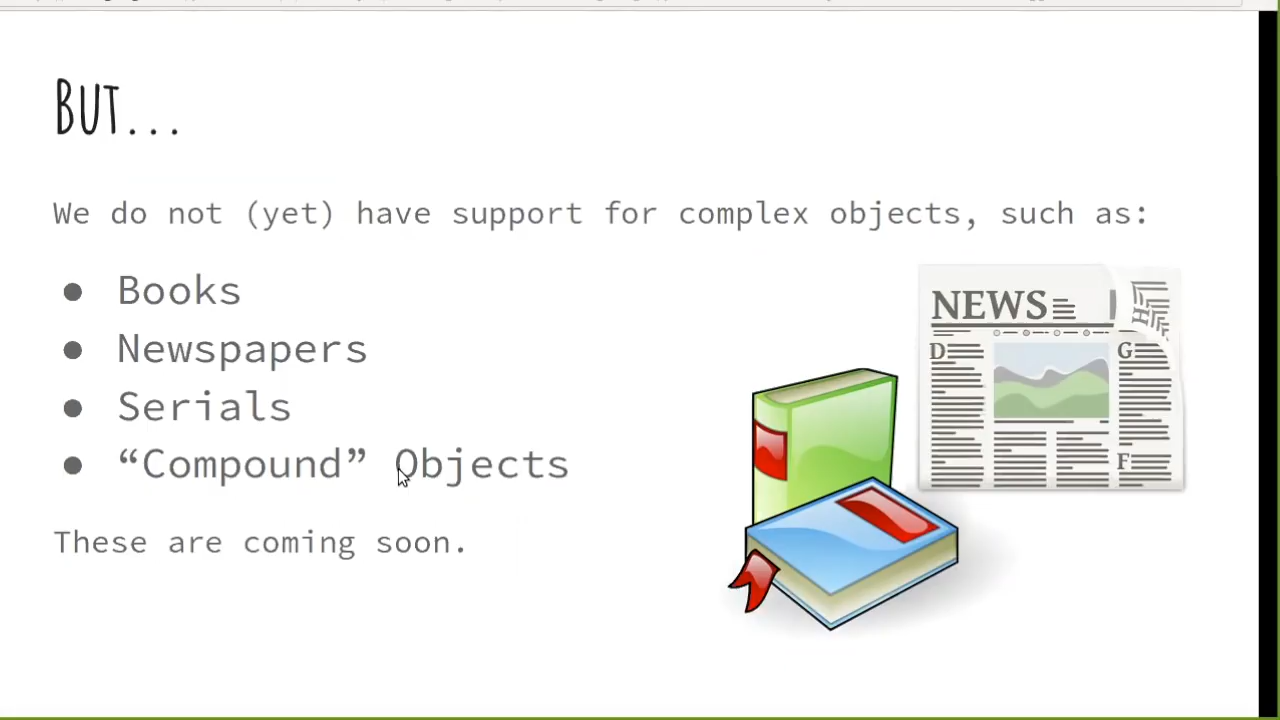 But...
We do not (yet) have support for complex objects, such as:
● Books
● Newspapers
● Serials
● “Compound” Objects
These are coming soon.
NEWS
D
G
F
H